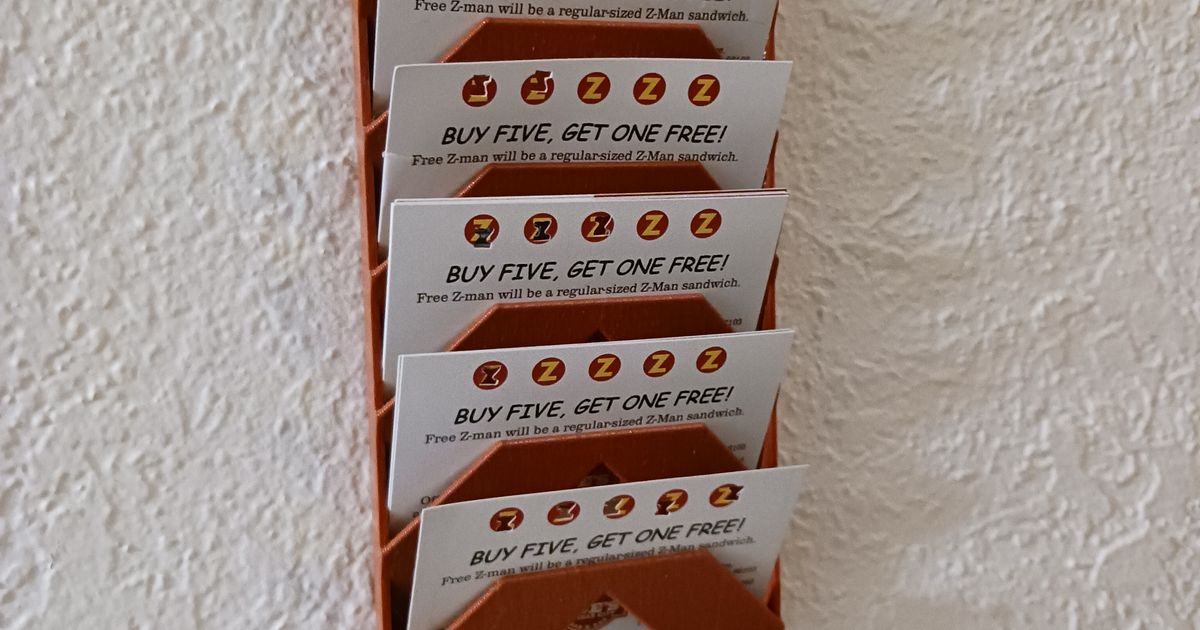 Free Z-man will be a regular-sized Z-Man sandwich.
Z Z Z
BUY FIVE, GET ONE FREE!
Free Z-man will be a regular-sized Z-Man sandwich.
Z Z Z Z Z
BUY FIVE, GET ONE FREE!
Free Z-man will be a regular-sized Z-Man sandwich.
Z Z Z Z Z
BUY FIVE, GET ONE FREE!
Free Z-man will be a regular-sized Z-Man sandwich.
Z Z Z Z Z
BUY FIVE, GET ONE FREE!
Free Z-man will be a regular-sized Z-Man sandwich.